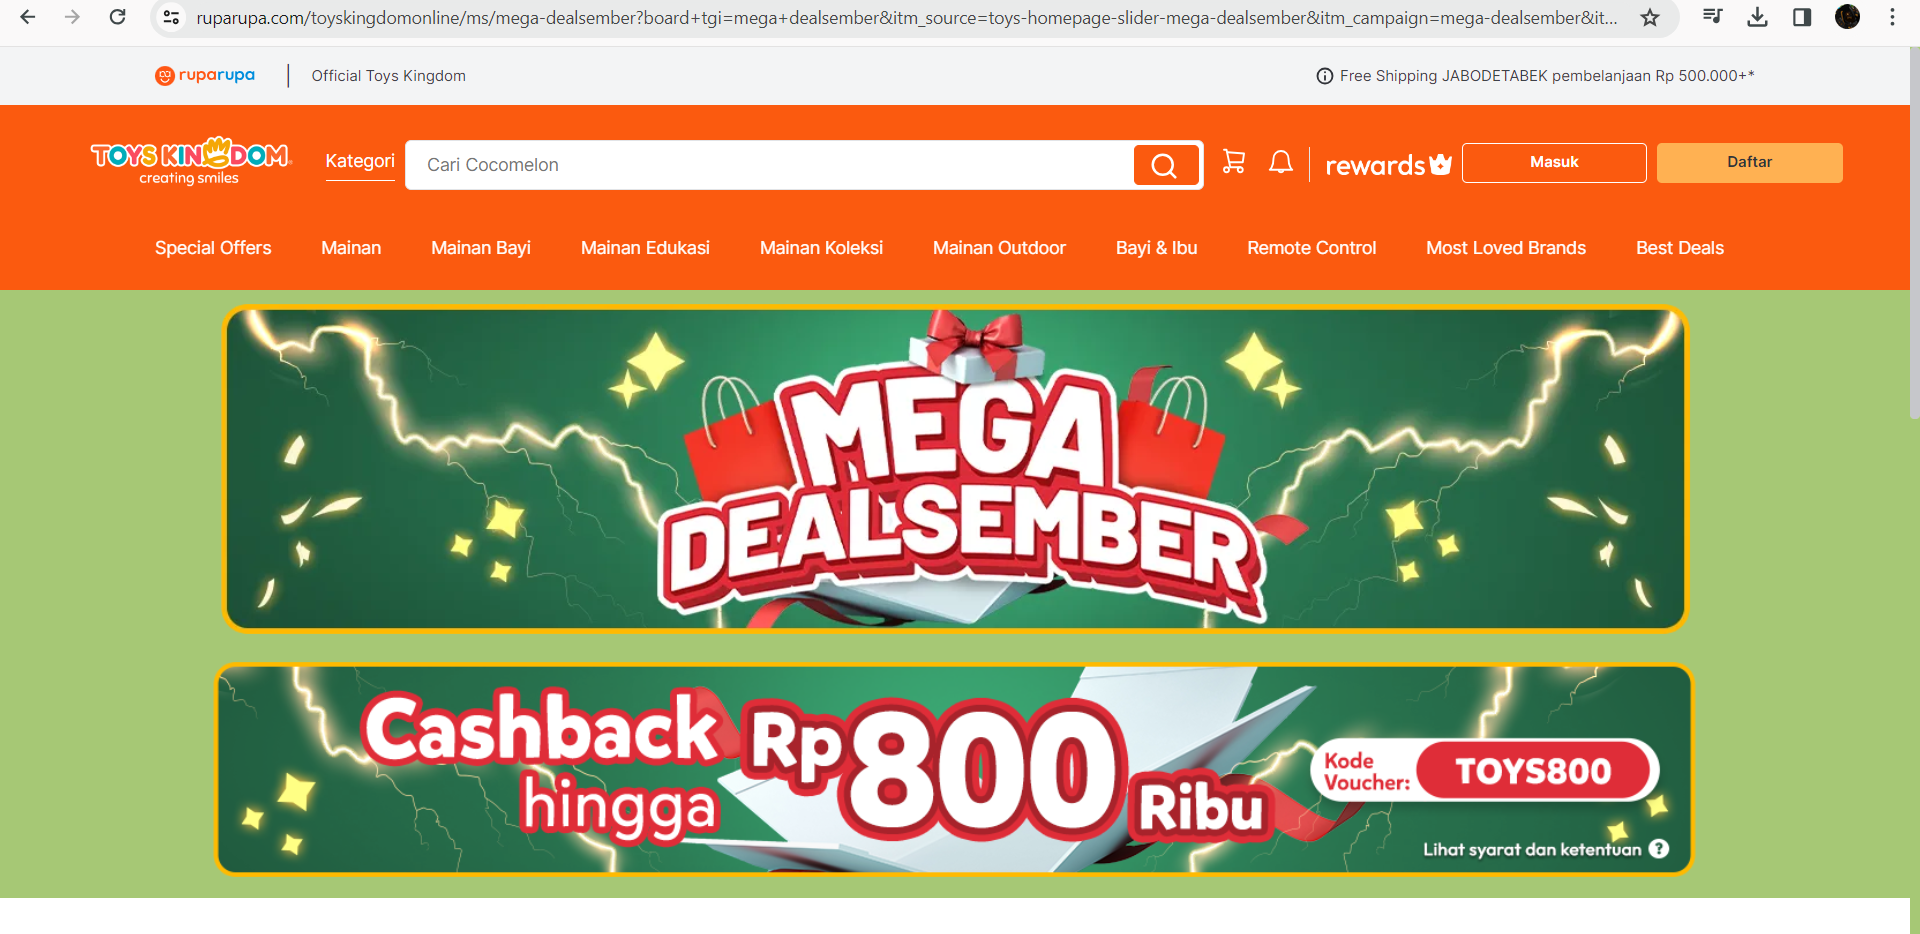 ruparupa.com/toyskingdomonline/ms/mega-dealsember?board+tgi=mega+dealsember&itm_source=toys-homepage-slider-mega-dealsember&itm_campaign=mega-dealsember&it...
ruparupa
Official Toys Kingdom
Free Shipping JABODETABEK pembelanjaan Rp 500.000+*
TOYS KINGDOM
creating smiles
Kategori
Cari Cocomelon
rewards
Masuk
Daftar
Special Offers
Mainan
Mainan Bayi
Mainan Edukasi
Mainan Koleksi
Mainan Outdoor
Bayi & Ibu
Remote Control
Most Loved Brands
Best Deals
MEGA
DEALSEMBER
Cashback
hingga
Rp800
Ribu
Kode
Voucher:
TOYS800
Lihat syarat dan ketentuan ?